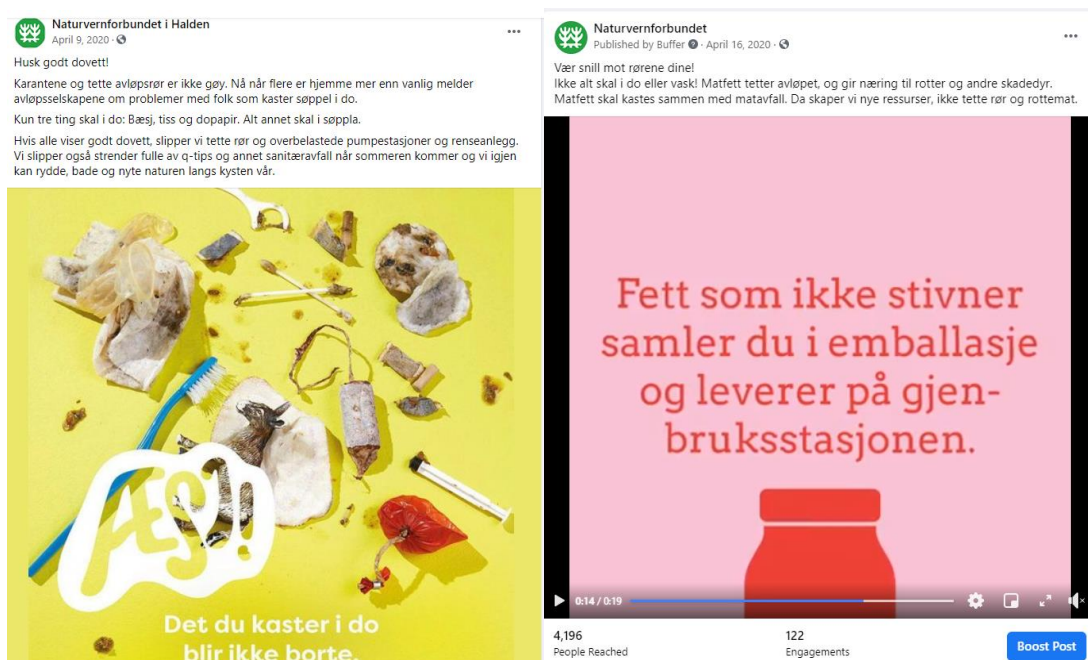 Naturvernforbundet i Halden
April 9, 2020 ·
Husk godt dovett!
Karantene og tette avløpsrør er ikke gøy. Nå når flere er hjemme mer enn vanlig melder
avløpsselskapene om problemer med folk som kaster søppel i do.
Kun tre ting skal i do: Bæsj, tiss og dopapir. Alt annet skal i søppla.
Hvis alle viser godt dovett, slipper vi tette rør og overbelastede pumpestasjoner og renseanlegg.
Vi slipper også strender fulle av q-tips og annet sanitæravfall når sommeren kommer og vi igjen
kan rydde, bade og nyte naturen langs kysten vår.
ÆSJ!
Det du kaster i do
blir ikke borte.
Naturvernforbundet
Published by Buffer · April 16, 2020 ·
Vær snill mot rørene dine!
Ikke alt skal i do eller vask! Matfett tetter avløpet, og gir næring til rotter og andre skadedyr.
Matfett skal kastes sammen med matavfall. Da skaper vi nye ressurser, ikke tette rør og rottemat.
Fett som ikke stivner
samler du i emballasje
og leverer på gjen-
bruksstasjonen.
0:14 / 0:19
4,196
People Reached
122
Engagements
Boost Post